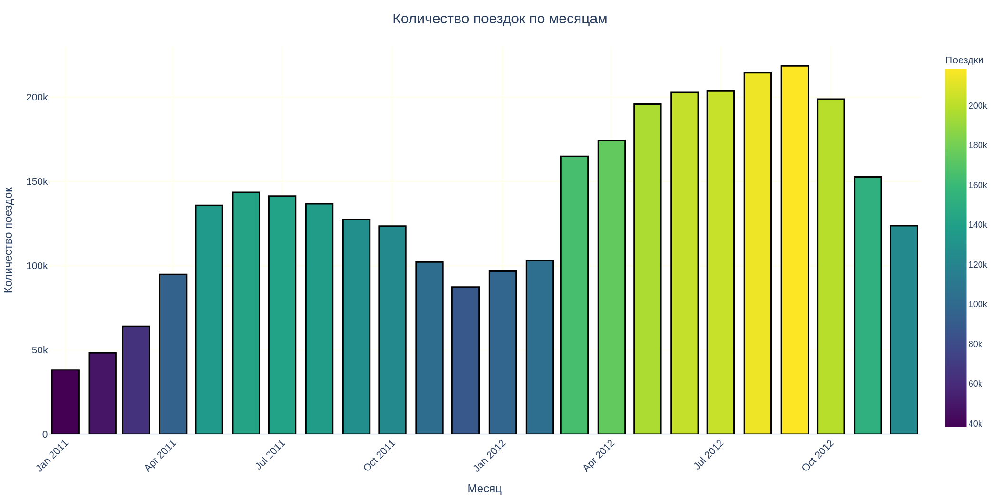 Количество поездок по месяцам
Количество поездок
200k
150k
100k
50k
0
Jan 2011
Apr 2011
Jul 2011
Oct 2011
Jan 2012
Apr 2012
Jul 2012
Oct 2012
Месяц
Поездки
200k
180k
160k
140k
120k
100k
80k
60k
40k